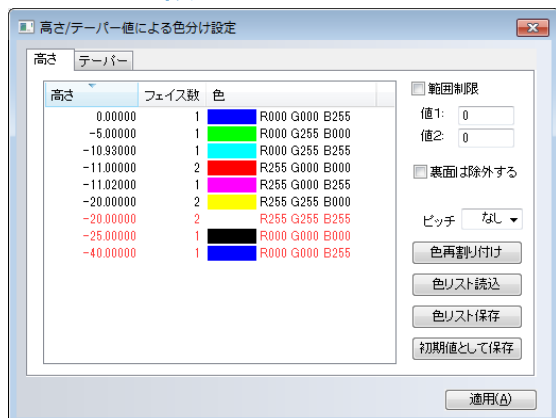 高さ/テーパー値による色分け設定
高さ テーパー
高さ フェイス数 色
0.00000 1 R000 G000 B255
-5.00000 1 R000 G255 B000
-10.93000 1 R000 G255 B255
-11.00000 2 R255 G000 B000
-11.02000 1 R255 G000 B255
-20.00000 2 R255 G255 B000
-20.00000 2 R255 G255 B255
-25.00000 1 R000 G000 B000
-40.00000 1 R000 G000 B255
範囲制限
値1: 0
値2: 0
裏面は除外する
ピッチ なし
色再割り付け
色リスト読込
色リスト保存
初期値として保存
適用(A)